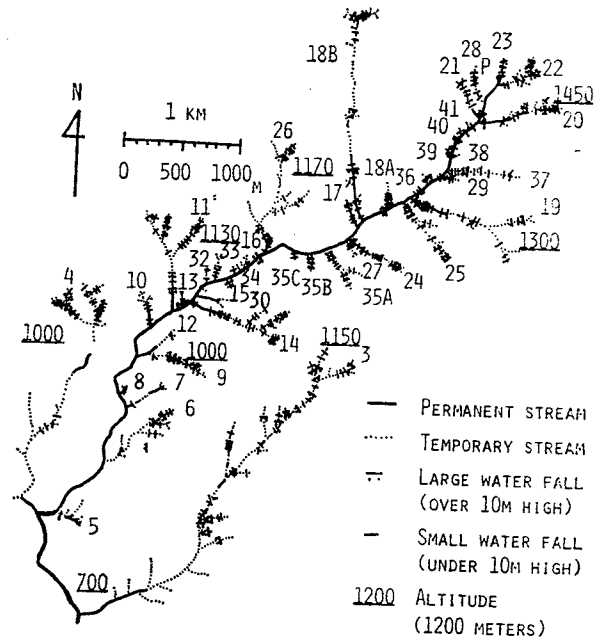 18B
28
23
21
P
22
1450
20
41
40
N
1 KM
0 500 1000
26
1170
M
17
18A
36
39
38
29
37
19
1300
11
1130
16
33
32
34
35C
35B
35A
27
24
25
4
10
13
15
30
14
12
1000
1000
9
8
7
6
1150
3
5
700
PERMANENT STREAM
TEMPORARY STREAM
LARGE WATER FALL
(OVER 10M HIGH)
SMALL WATER FALL
(UNDER 10M HIGH)
1200 ALTITUDE
(1200 METERS)